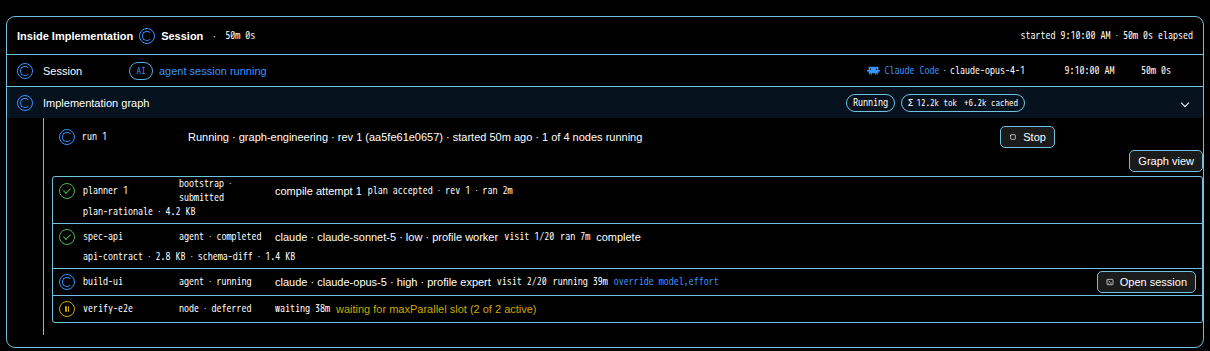 Inside Implementation Session · 50m 0s started 9:10:00 AM · 50m 0s elapsed
Session AI agent session running Claude Code · claude-opus-4-1 9:10:00 AM 50m 0s
Implementation graph Running Σ 12.2k tok +6.2k cached
run 1 Running · graph-engineering · rev 1 (aa5fe61e0657) · started 50m ago · 1 of 4 nodes running Stop
Graph view
planner 1 bootstrap · submitted compile attempt 1 plan accepted · rev 1 · ran 2m
plan-rationale · 4.2 KB
spec-api agent · completed claude · claude-sonnet-5 · low · profile worker visit 1/20 ran 7m complete
api-contract · 2.8 KB · schema-diff · 1.4 KB
build-ui agent · running claude · claude-opus-5 · high · profile expert visit 2/20 running 39m override model,effort Open session
verify-e2e node · deferred waiting 38m waiting for maxParallel slot (2 of 2 active)